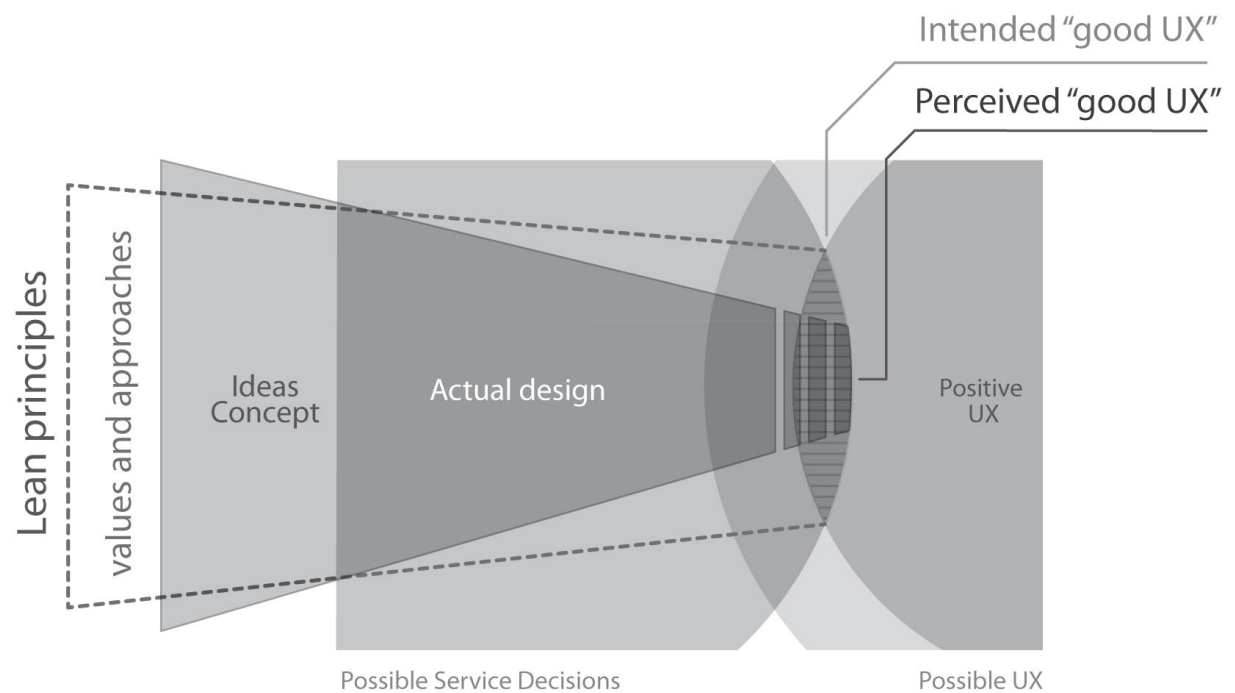 Intended “good UX”
Perceived “good UX”
Lean principles
values and approaches
Ideas
Concept
Actual design
Positive
UX
Possible Service Decisions
Possible UX